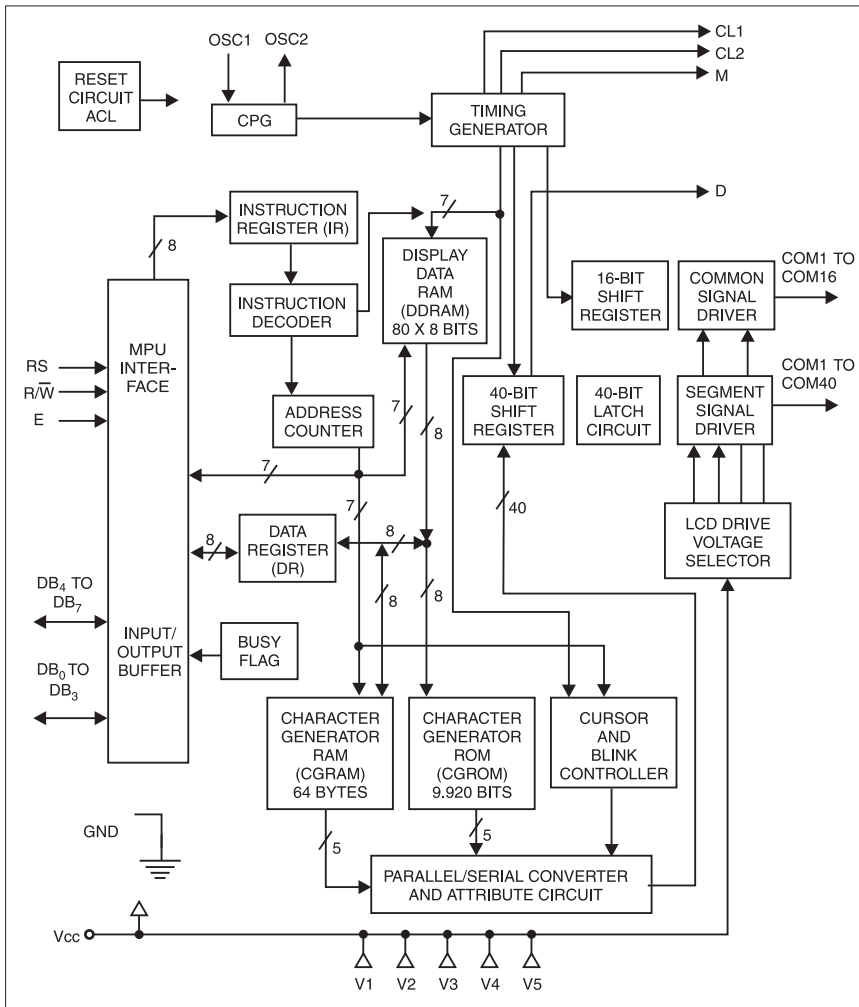 OSC1
OSC2
CL1
CL2
M
RESET
CIRCUIT
ACL
CPG
TIMING
GENERATOR
D
7
INSTRUCTION
REGISTER (IR)
8
DISPLAY
DATA
RAM
(DDRAM)
80 X 8 BITS
16-BIT
SHIFT
REGISTER
COMMON
SIGNAL
DRIVER
COM1 TO
COM16
INSTRUCTION
DECODER
MPU
INTER-
FACE
RS
R/W̅
E
ADDRESS
COUNTER
7
8
40-BIT
SHIFT
REGISTER
40-BIT
LATCH
CIRCUIT
SEGMENT
SIGNAL
DRIVER
COM1 TO
COM40
7
7
40
LCD DRIVE
VOLTAGE
SELECTOR
8
DATA
REGISTER
(DR)
8
8
8
DB4 TO
DB7
INPUT/
OUTPUT
BUFFER
BUSY
FLAG
DB0 TO
DB3
CHARACTER
GENERATOR
RAM
(CGRAM)
64 BYTES
CHARACTER
GENERATOR
ROM
(CGROM)
9.920 BITS
CURSOR
AND
BLINK
CONTROLLER
GND
5
5
PARALLEL/SERIAL CONVERTER
AND ATTRIBUTE CIRCUIT
Vcc
V1
V2
V3
V4
V5